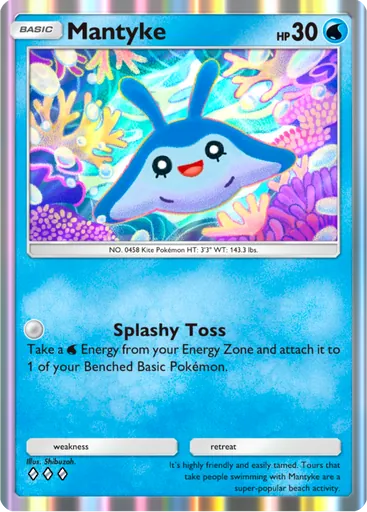 BASIC Mantyke HP 30
NO. 0458 Kite Pokémon HT: 3'3" WT: 143.3 lbs.
Splashy Toss
Take a Energy from your Energy Zone and attach it to
1 of your Benched Basic Pokémon.
weakness retreat
Illus. Shibuzoh.
It's highly friendly and easily tamed. Tours that
take people swimming with Mantyke are a
super-popular beach activity.